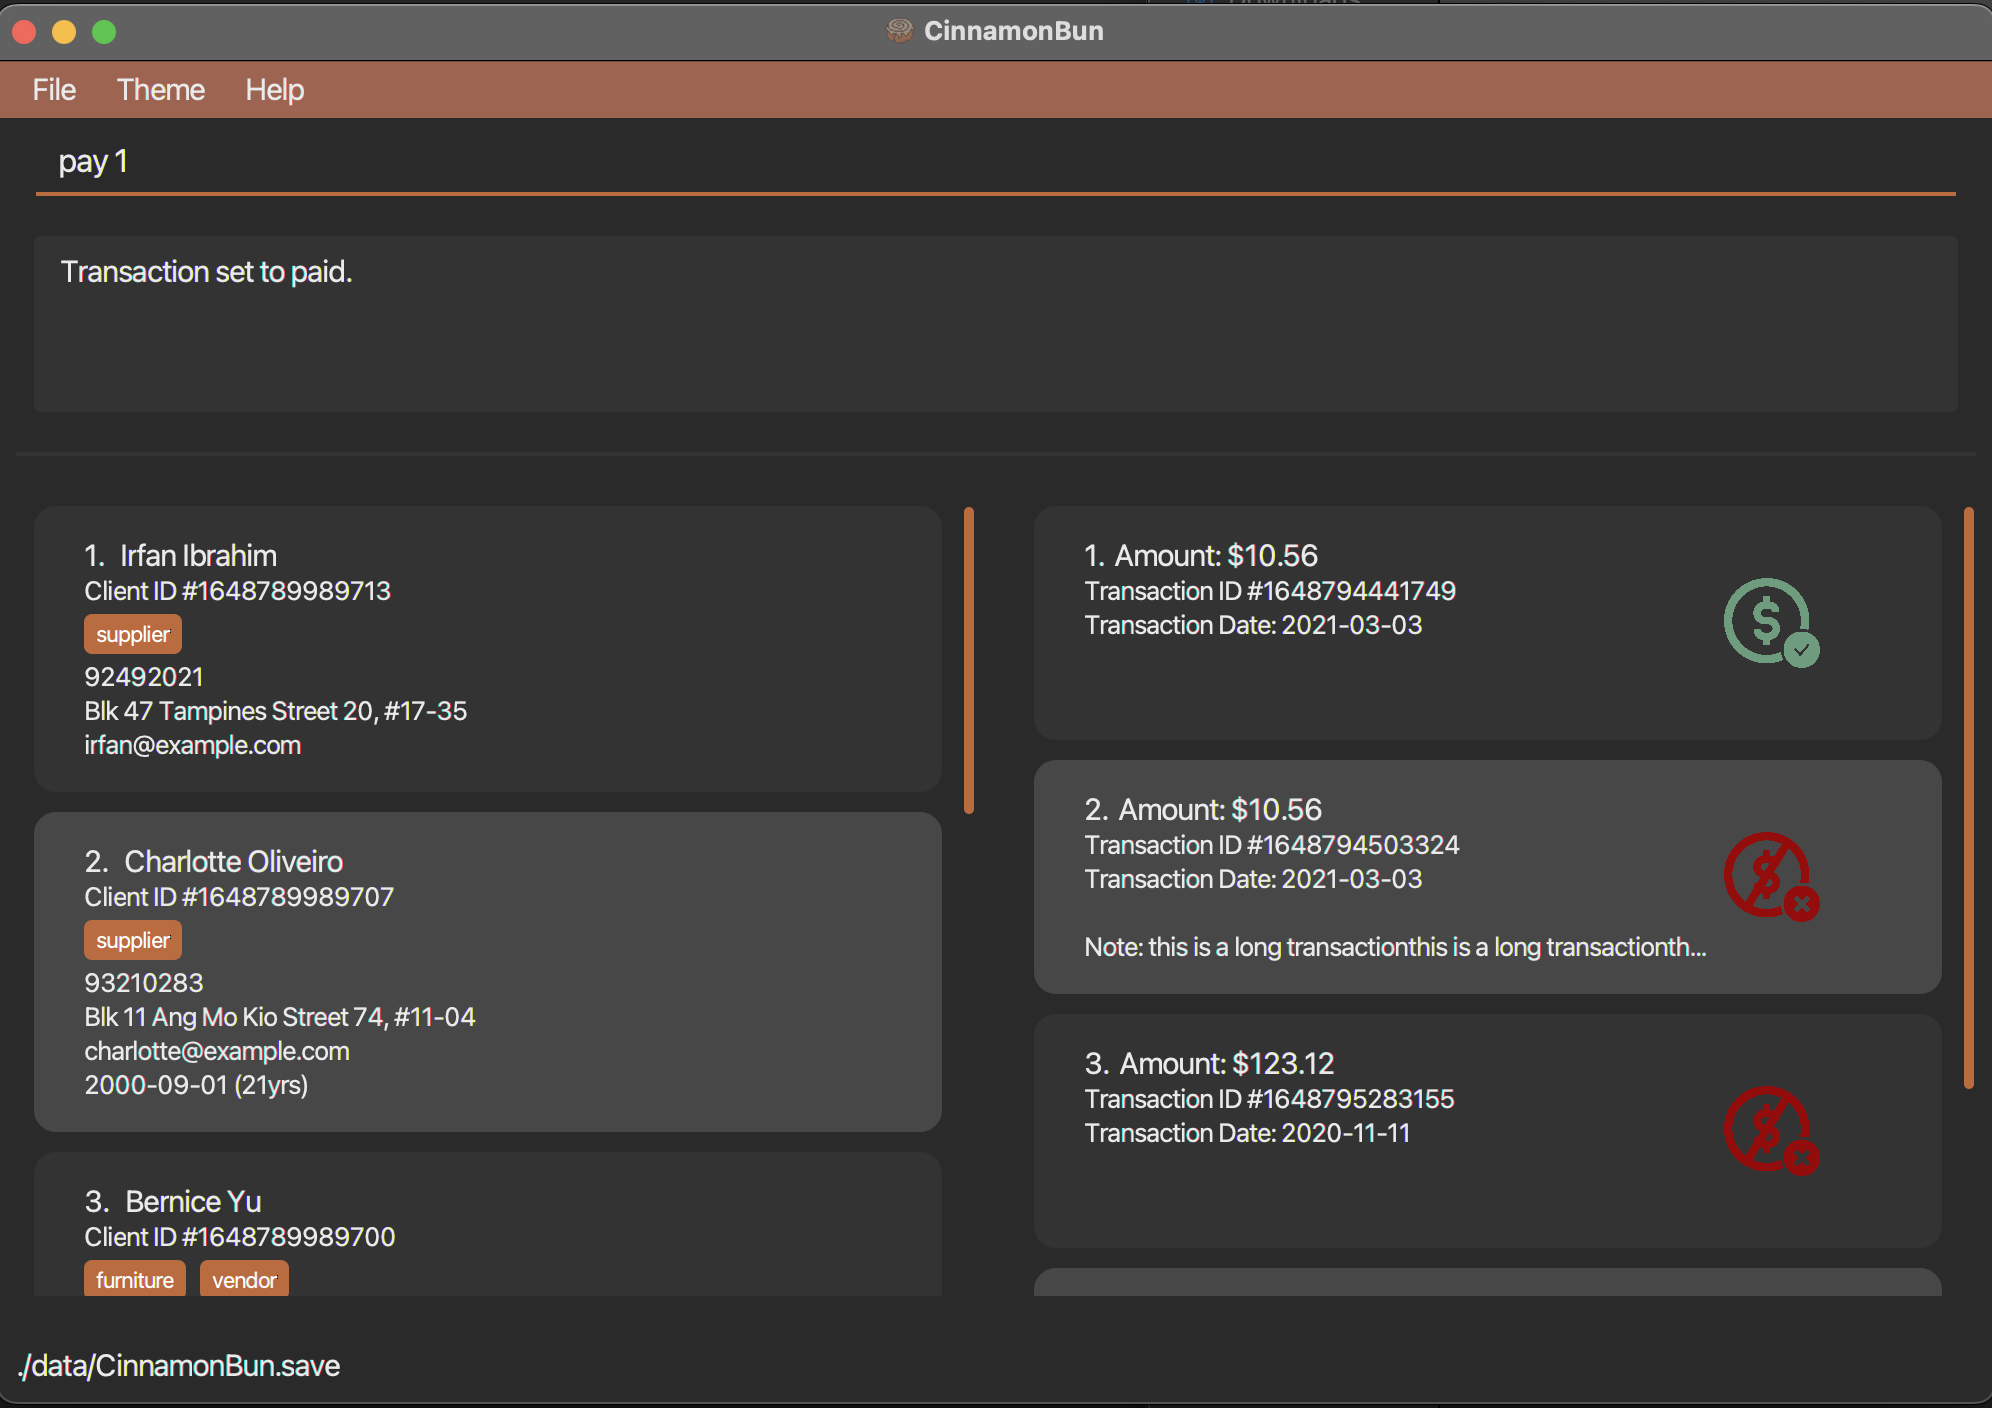 CinnamonBun
File Theme Help
pay 1
Transaction set to paid.
1. Irfan Ibrahim
Client ID #1648789989713
supplier
92492021
Blk 47 Tampines Street 20, #17-35
irfan@example.com
2. Charlotte Oliveiro
Client ID #1648789989707
supplier
93210283
Blk 11 Ang Mo Kio Street 74, #11-04
charlotte@example.com
2000-09-01 (21yrs)
3. Bernice Yu
Client ID #1648789989700
furniture vendor
1. Amount: $10.56
Transaction ID #1648794441749
Transaction Date: 2021-03-03
2. Amount: $10.56
Transaction ID #1648794503324
Transaction Date: 2021-03-03
Note: this is a long transactionthis is a long transactionth...
3. Amount: $123.12
Transaction ID #1648795283155
Transaction Date: 2020-11-11
./data/CinnamonBun.save